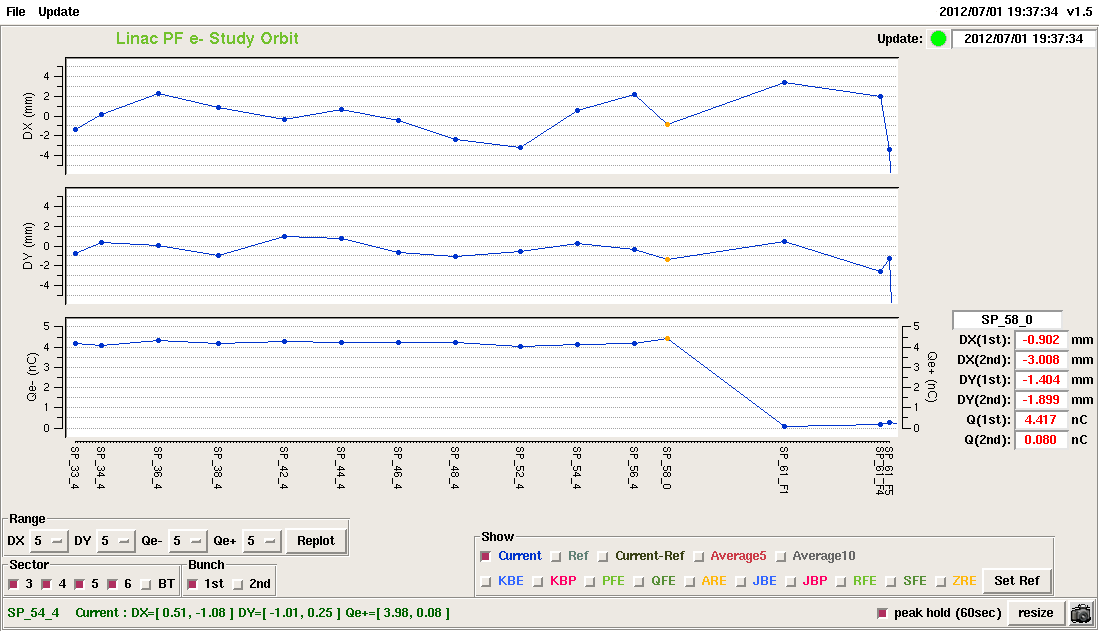 File Update 2012/07/01 19:37:34 v1.5
Linac PF e- Study Orbit Update: 2012/07/01 19:37:34
DX (mm)
4
2
0
-2
-4
DY (mm)
4
2
0
-2
-4
Qe- (nC)
5
4
3
2
1
0
5
4
3
2
1
0
Qe+ (nC)
SP_33_4
SP_34_4
SP_36_4
SP_38_4
SP_42_4
SP_44_4
SP_46_4
SP_48_4
SP_52_4
SP_54_4
SP_56_4
SP_58_0
SP_61_F1
SP_61_F4
SP_61_F5
SP_58_0
DX(1st): -0.902 mm
DX(2nd): -3.008 mm
DY(1st): -1.404 mm
DY(2nd): -1.899 mm
Q(1st): 4.417 nC
Q(2nd): 0.080 nC
Range
DX 5 DY 5 Qe- 5 Qe+ 5 Replot
Sector
3 4 5 6 BT
Bunch
1st 2nd
Show
Current Ref Current-Ref Average5 Average10
KBE KBP PFE QFE ARE JBE JBP RFE SFE ZRE Set Ref
SP_54_4 Current : DX=[ 0.51, -1.08 ] DY=[ -1.01, 0.25 ] Qe+=[ 3.98, 0.08 ]
peak hold (60sec) resize